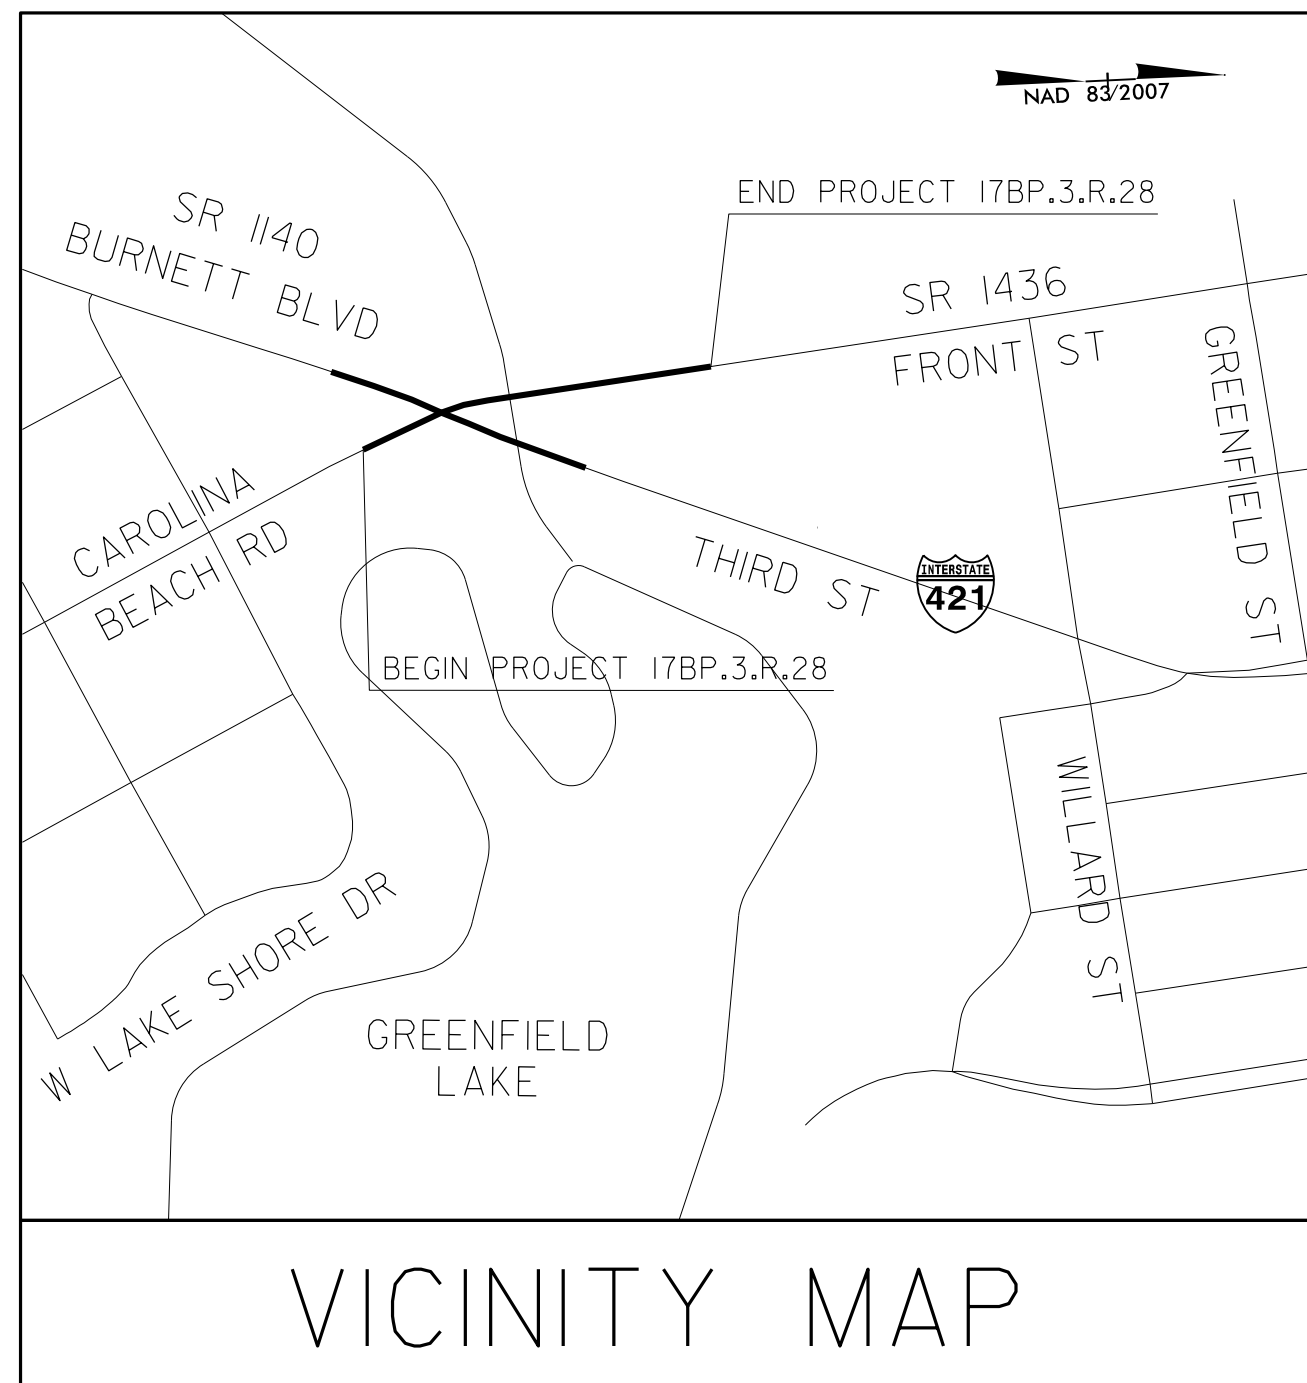 NAD 83/2007
END PROJECT 17BP.3.R.28
SR 1140
BURNETT BLVD
SR 1436
FRONT ST
GREENFIELD ST
CAROLINA
BEACH RD
THIRD ST
INTERSTATE
421
BEGIN PROJECT 17BP.3.R.28
WILLARD ST
W LAKE SHORE DR
GREENFIELD
LAKE
VICINITY MAP